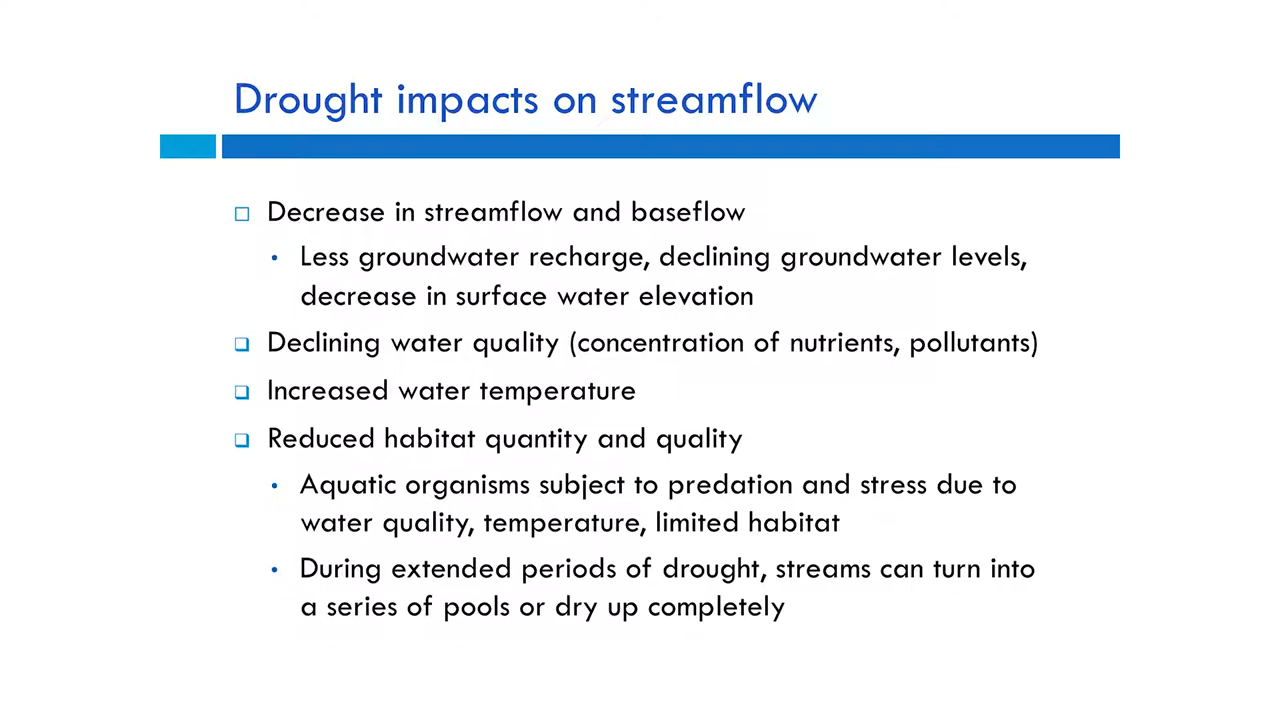 Drought impacts on streamflow
Decrease in streamflow and baseflow
Less groundwater recharge, declining groundwater levels,
decrease in surface water elevation
Declining water quality (concentration of nutrients, pollutants)
Increased water temperature
Reduced habitat quantity and quality
Aquatic organisms subject to predation and stress due to
water quality, temperature, limited habitat
During extended periods of drought, streams can turn into
a series of pools or dry up completely